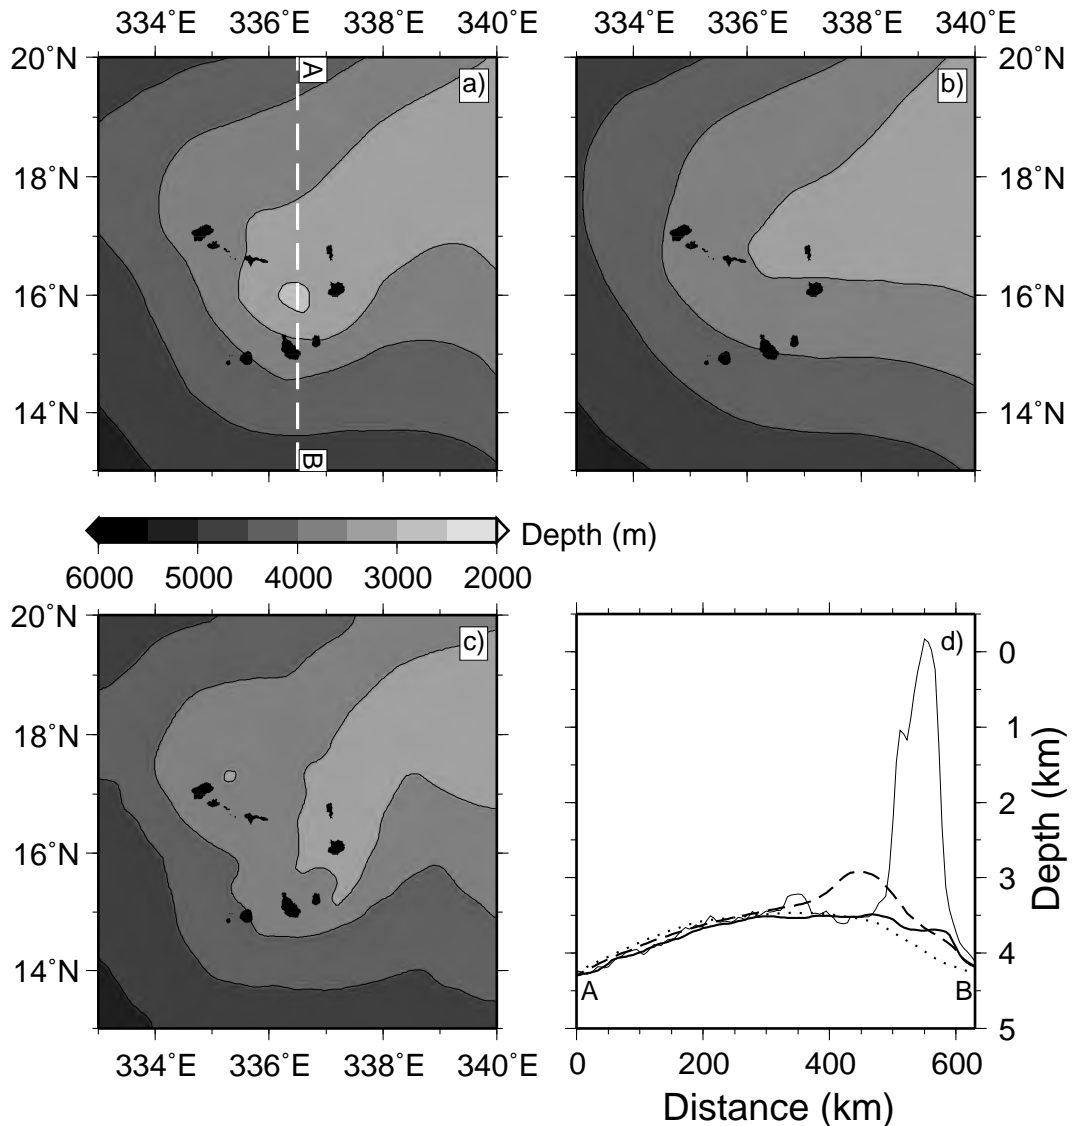 334˚E 336˚E 338˚E 340˚E 334˚E 336˚E 338˚E 340˚E
20˚N A a) b) 20˚N
18˚N 18˚N
16˚N 16˚N
14˚N B 14˚N
Depth (m)
6000 5000 4000 3000 2000
20˚N c) d) 0
18˚N 1
2
16˚N 3
14˚N 4
A B
5
334˚E 336˚E 338˚E 340˚E 0 200 400 600
Depth (km)
Distance (km)